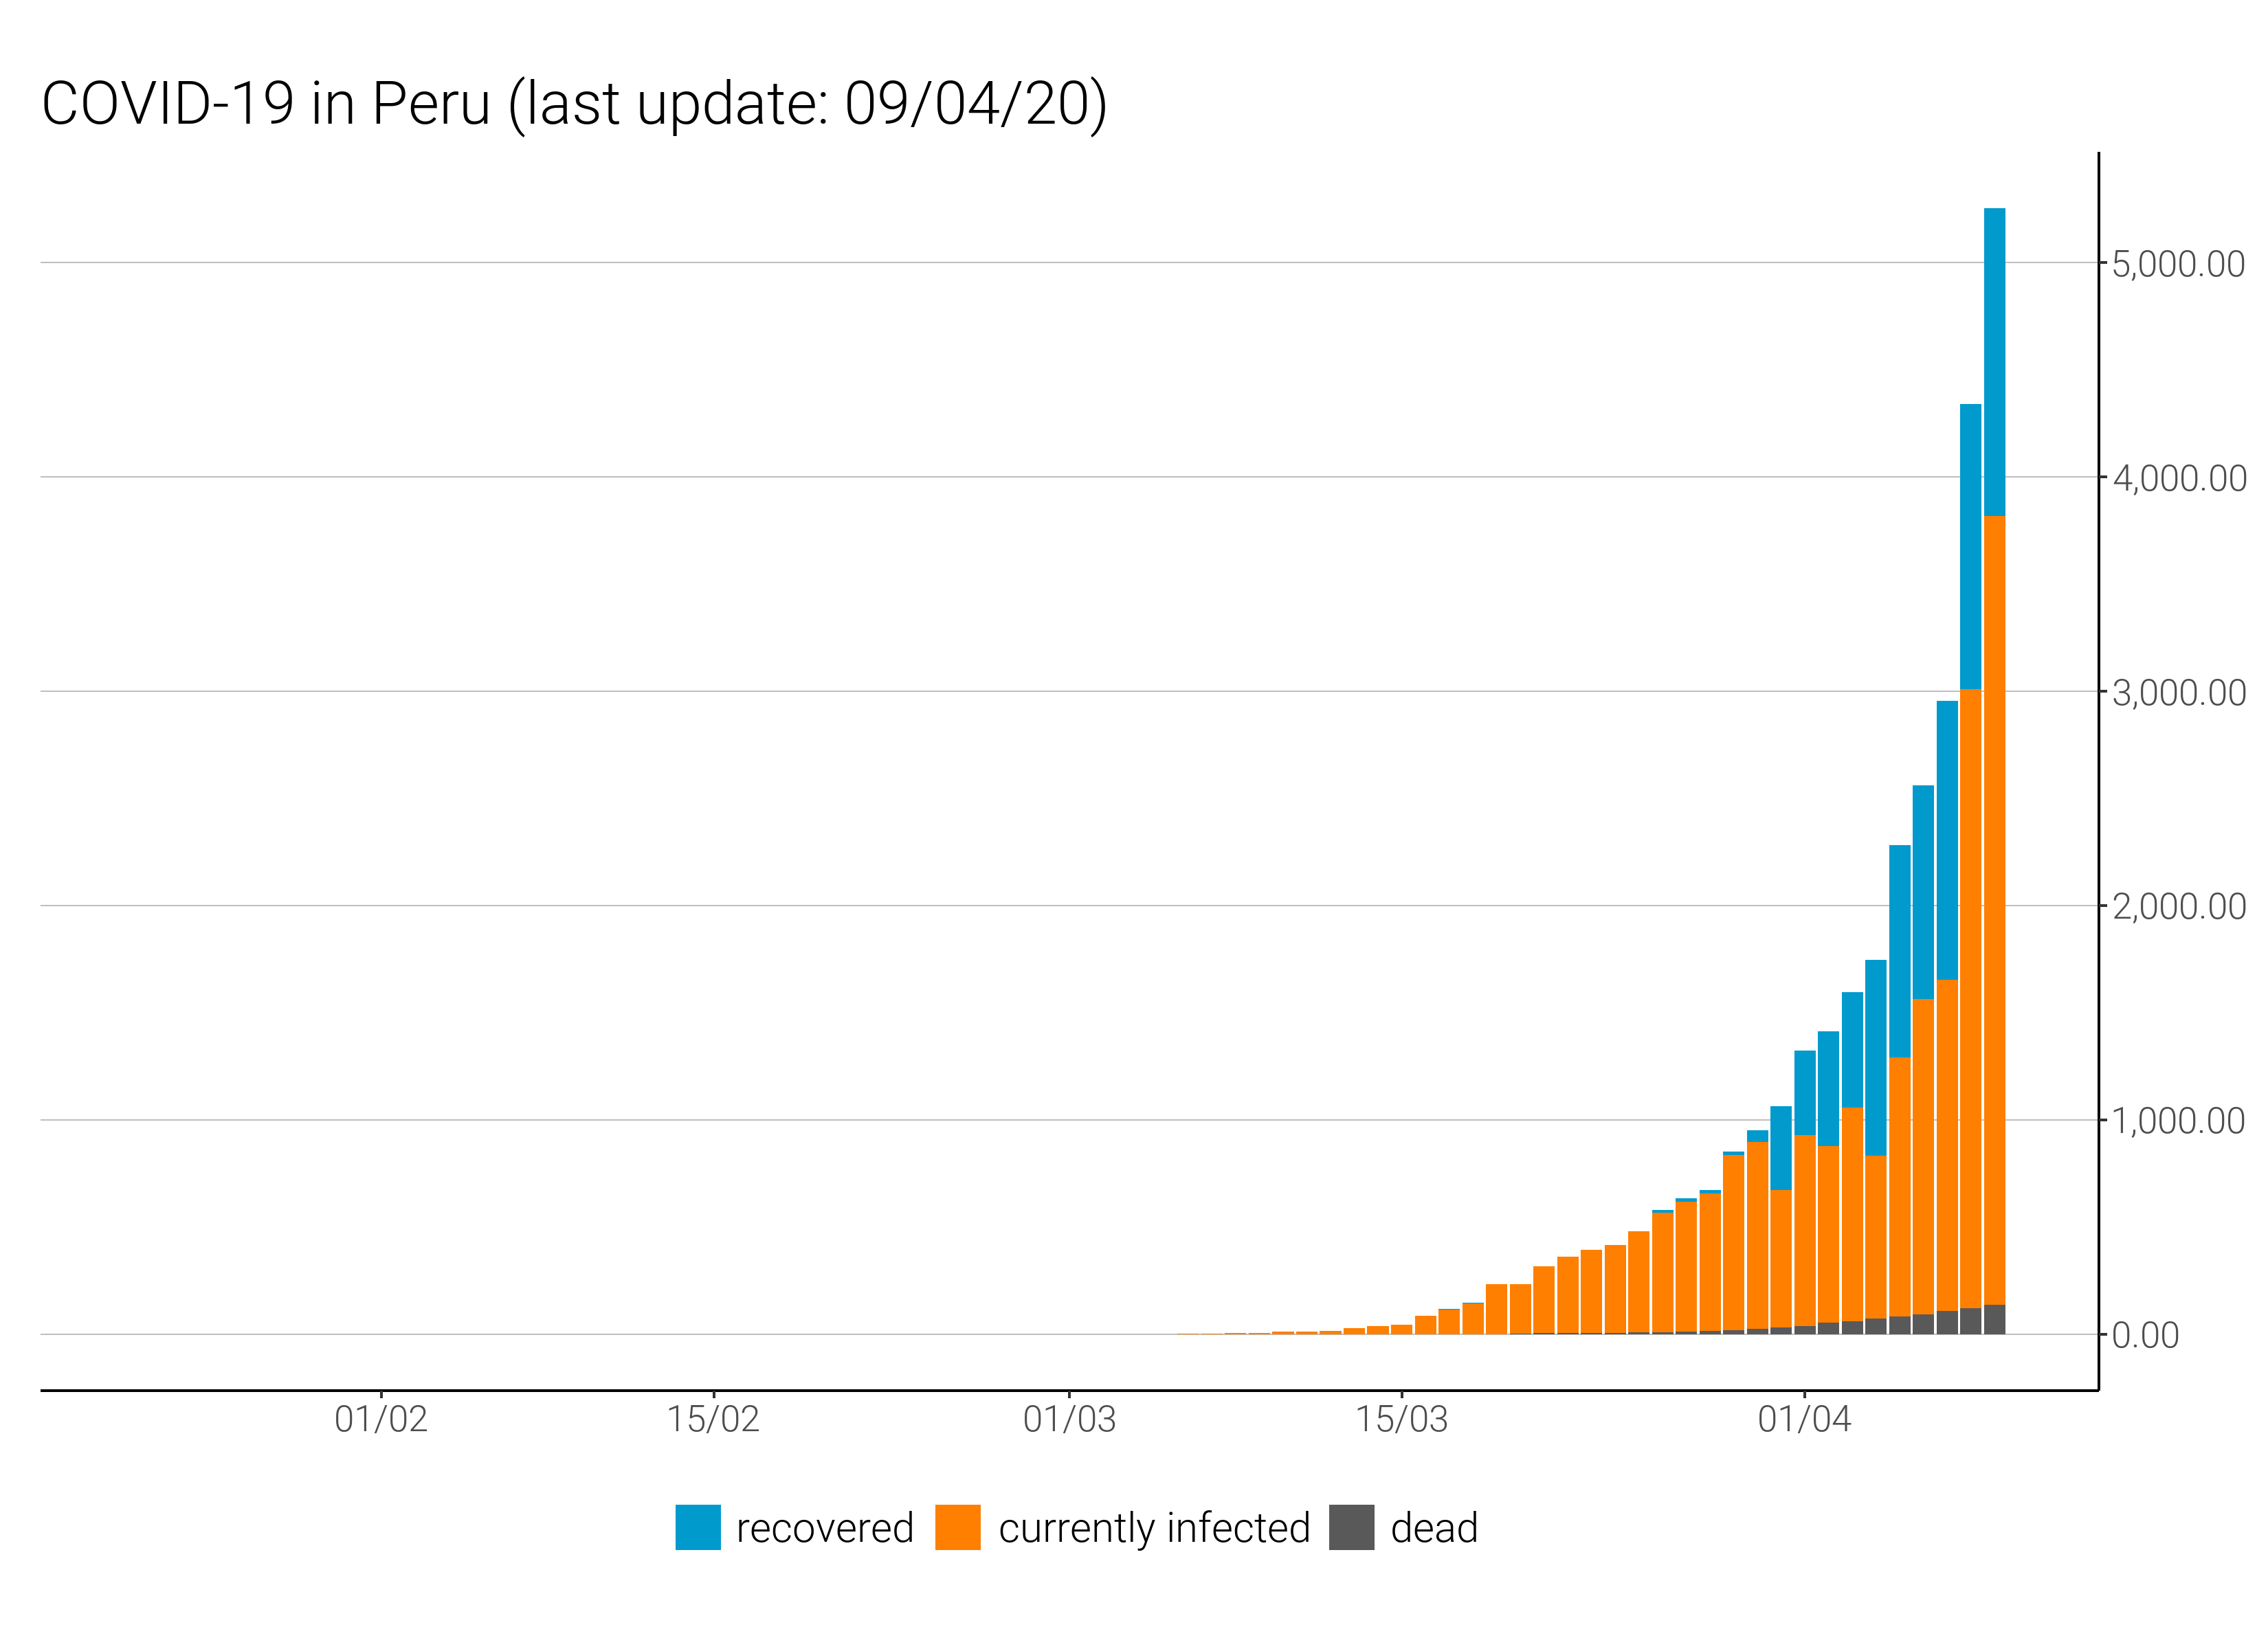 COVID-19 in Peru (last update: 09/04/20)
5,000.00
4,000.00
3,000.00
2,000.00
1,000.00
0.00
01/02 15/02 01/03 15/03 01/04
recovered currently infected dead